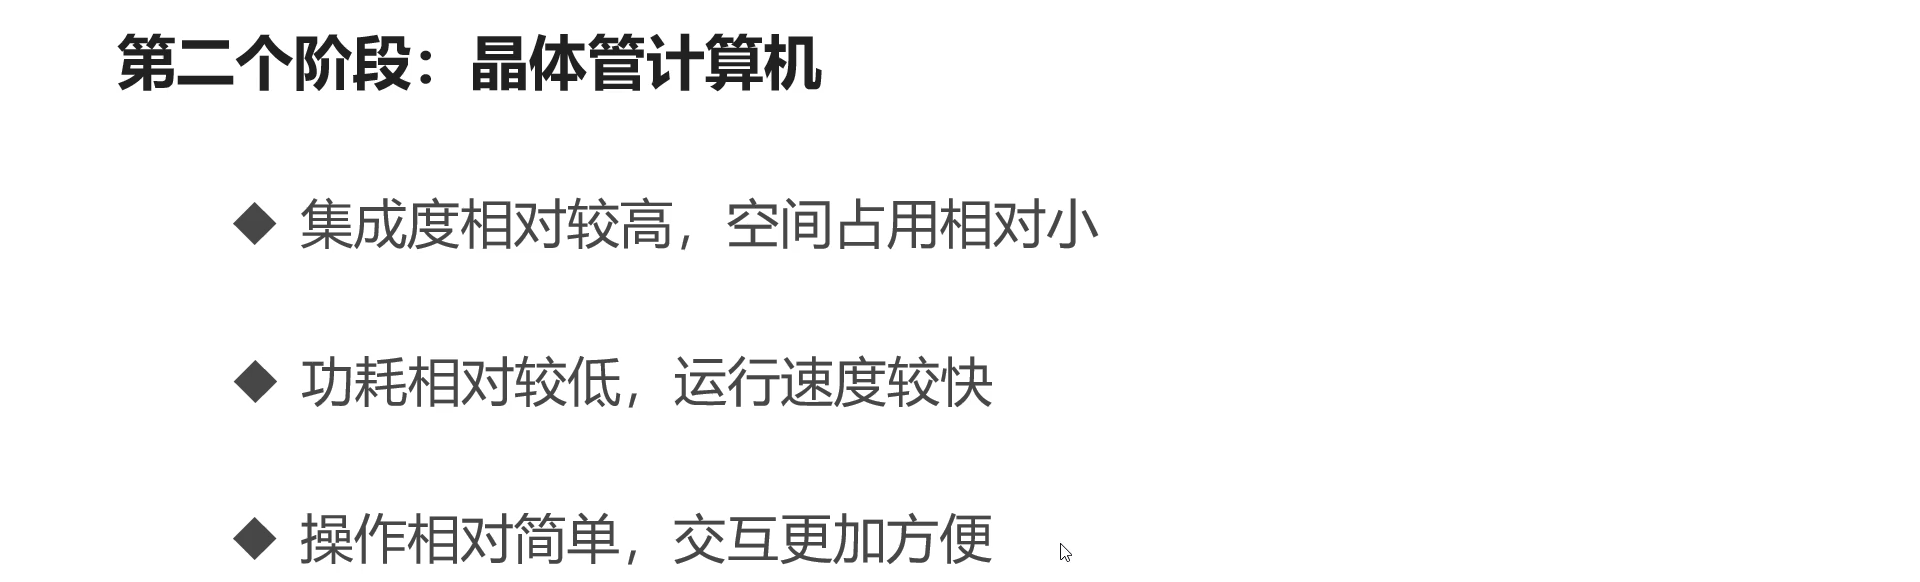 第二个阶段：晶体管计算机
◆ 集成度相对较高，空间占用相对小
◆ 功耗相对较低，运行速度较快
◆ 操作相对简单，交互更加方便